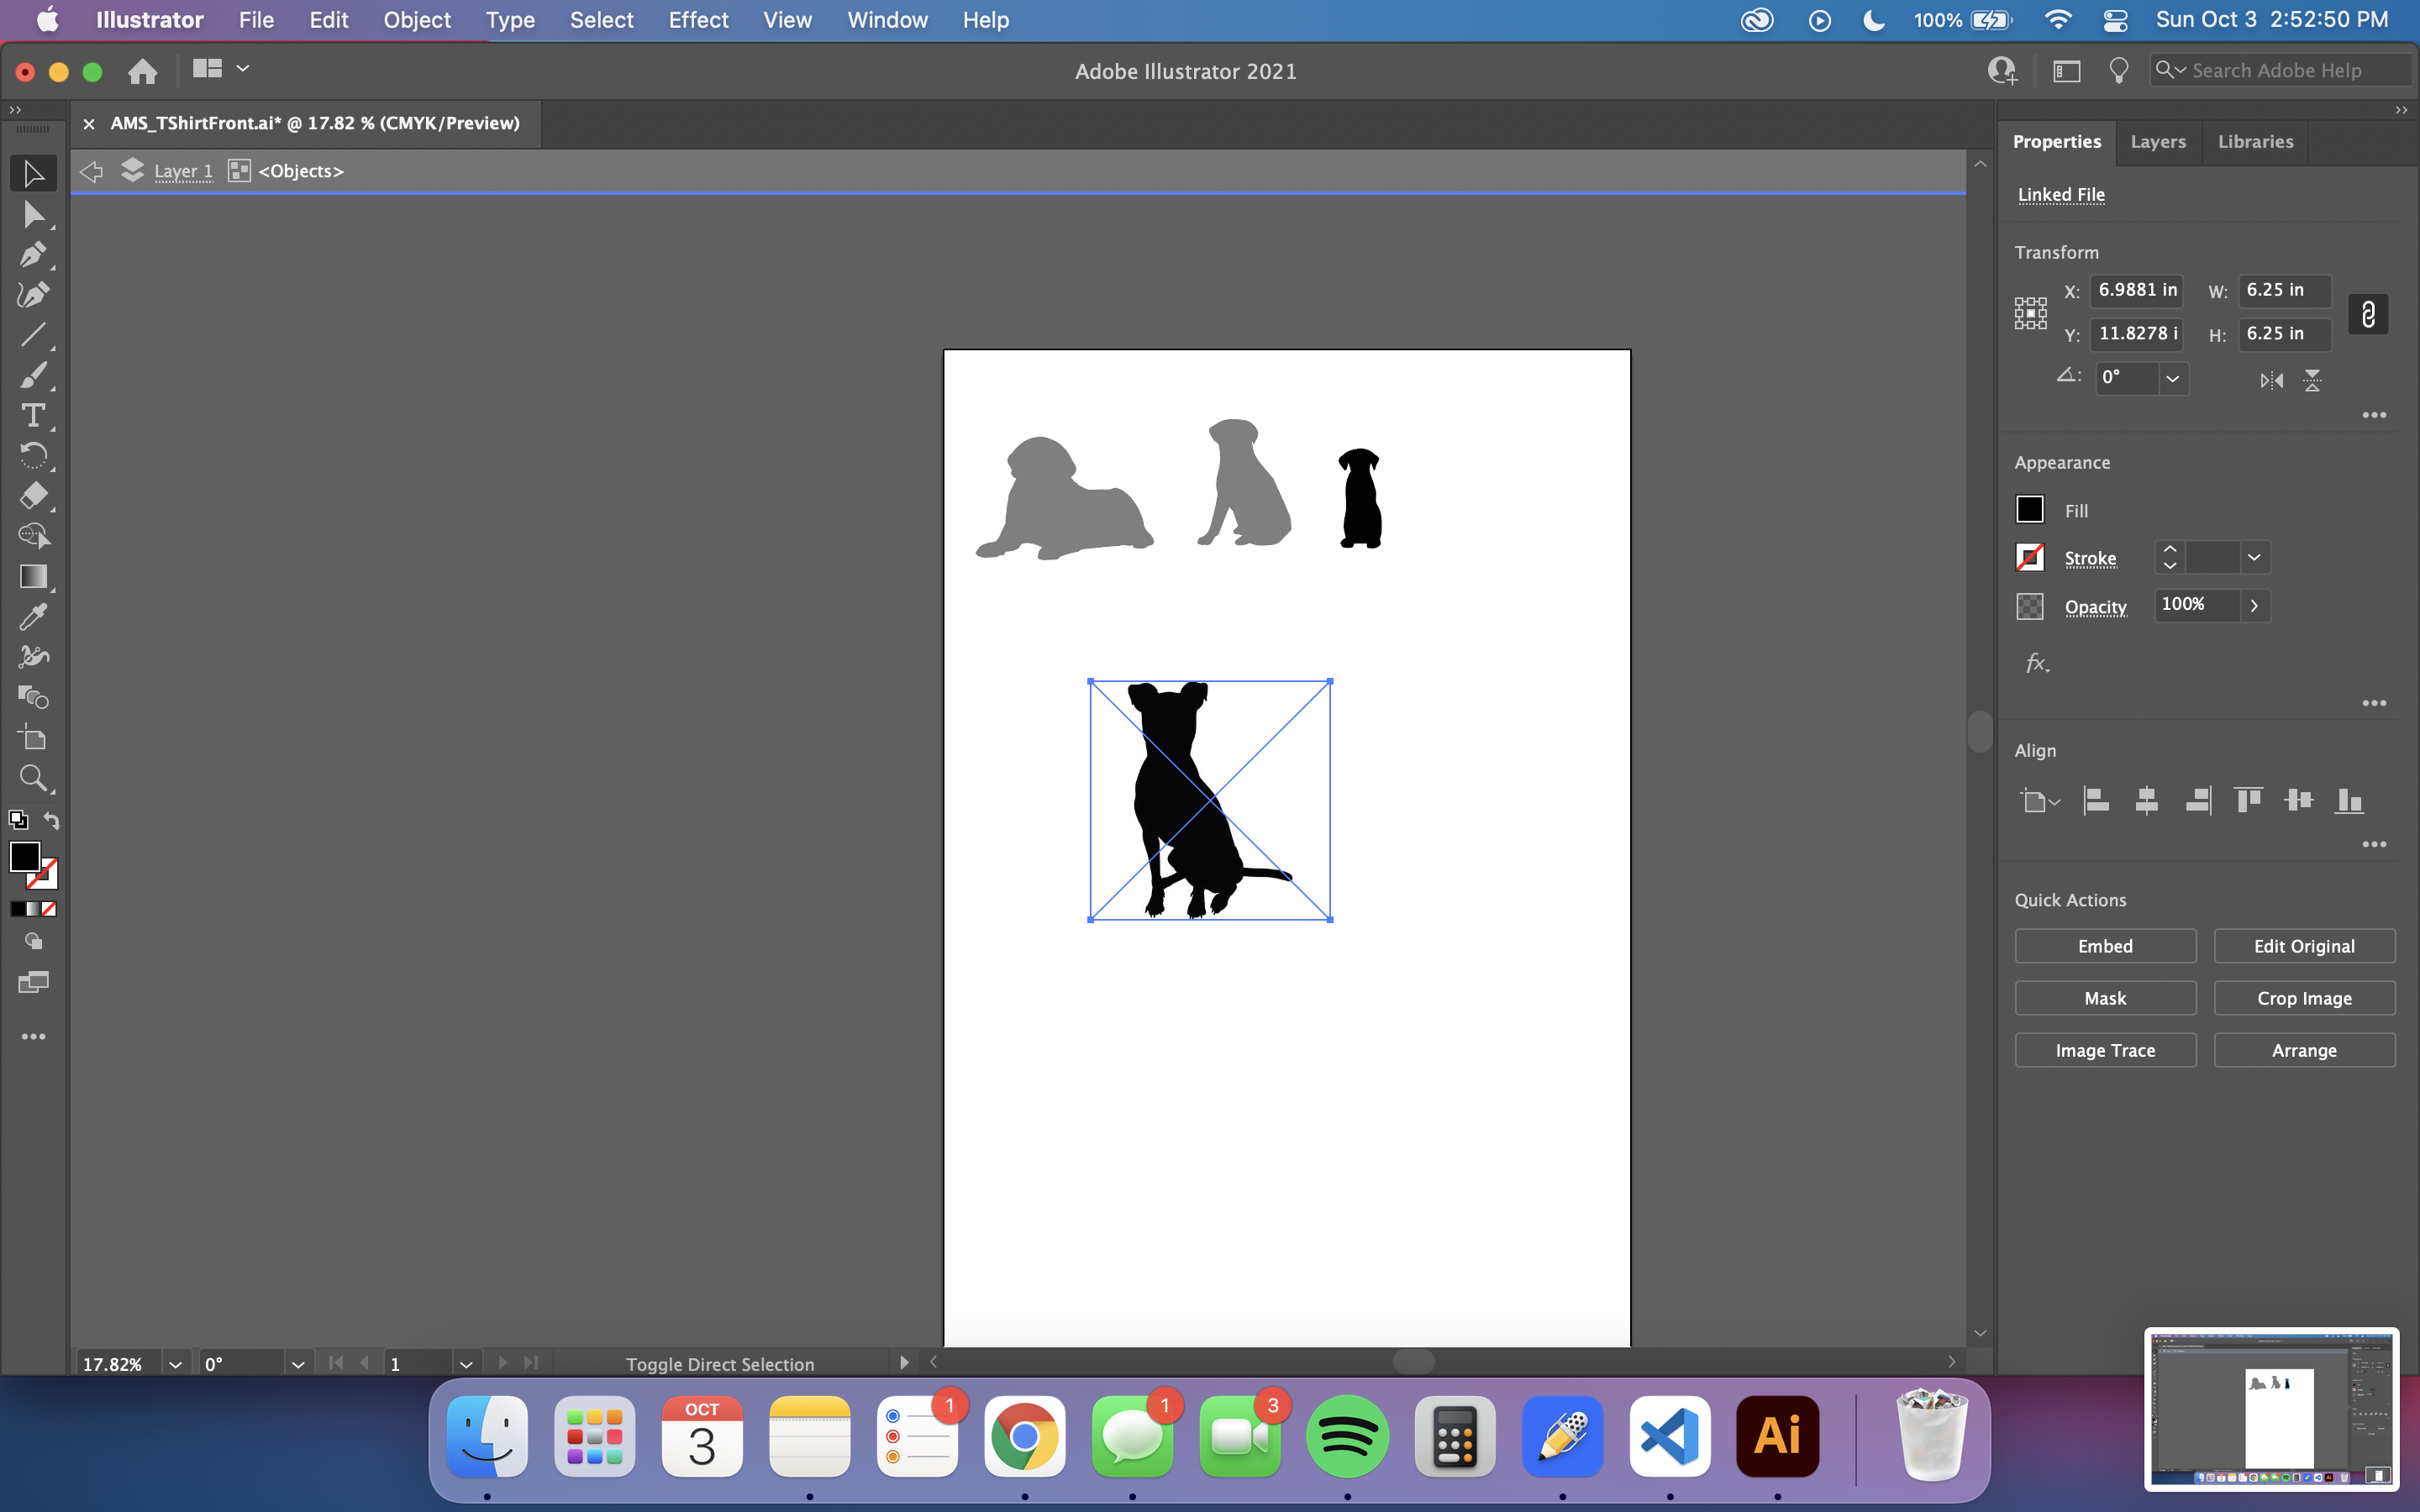 Illustrator File Edit Object Type Select Effect View Window Help 100% Sun Oct 3 2:52:50 PM
Adobe Illustrator 2021 Search Adobe Help
AMS_TShirtFront.ai* @ 17.82 % (CMYK/Preview)
Layer 1 <Objects>
Properties Layers Libraries
Linked File
Transform
X: 6.9881 in W: 6.25 in
Y: 11.8278 i H: 6.25 in
0°
Appearance
Fill
Stroke
Opacity 100%
fx.
Align
Quick Actions
Embed Edit Original
Mask Crop Image
Image Trace Arrange
17.82% 0° 1 Toggle Direct Selection
OCT
3
1
1
3
Ai